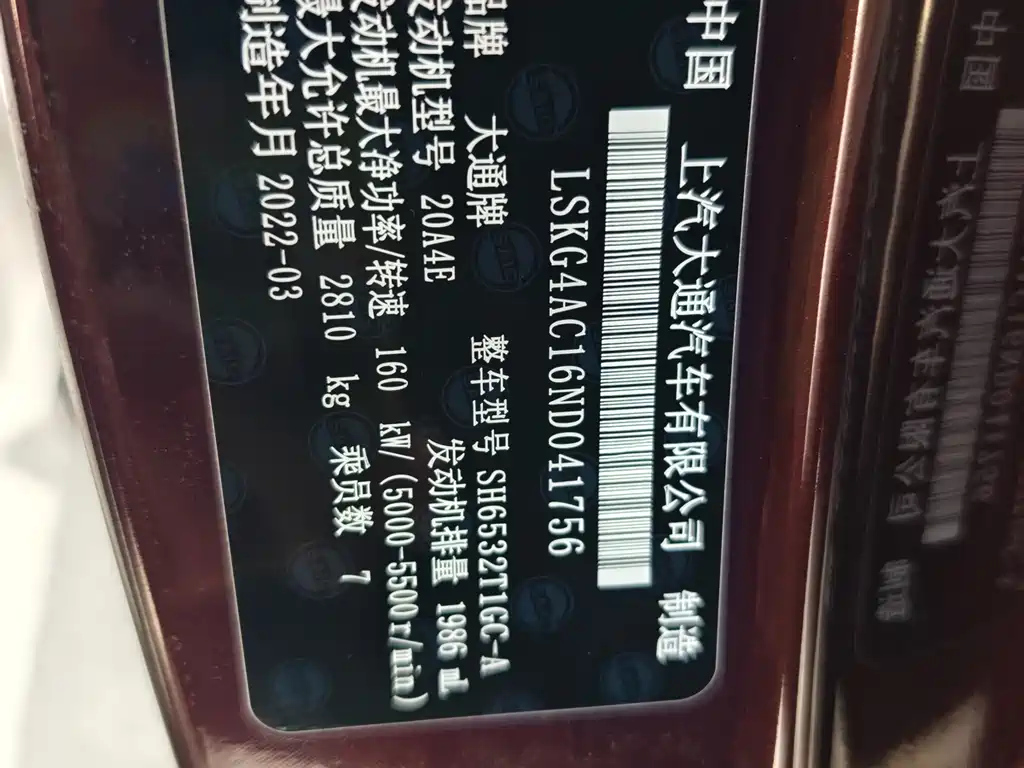 中国 上汽大通汽车有限公司 制造
LSKG4AC16ND041756
品牌 大通牌 整车型号 SH6532T1GC-A
发动机型号 20A4E 发动机排量 1986 mL
发动机最大净功率/转速 160 kW/(5000-5500r/min)
最大允许总质量 2810 kg 乘员数 7
制造年月 2022-03